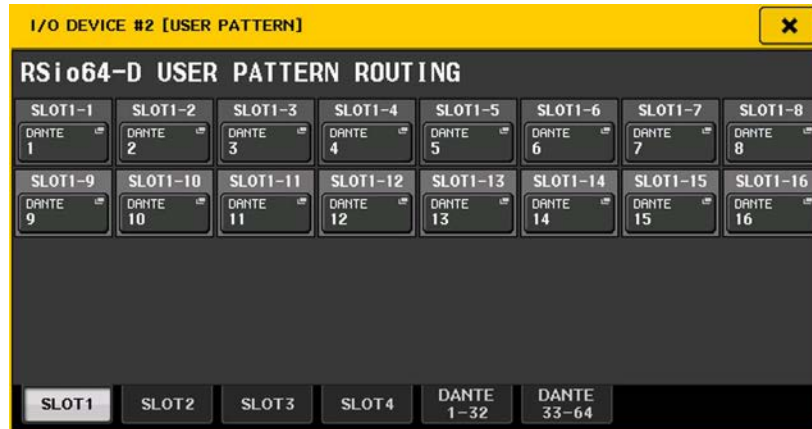 I/O DEVICE #2 [USER PATTERN]
RSio64-D USER PATTERN ROUTING
SLOT1-1 SLOT1-2 SLOT1-3 SLOT1-4 SLOT1-5 SLOT1-6 SLOT1-7 SLOT1-8
DANTE DANTE DANTE DANTE DANTE DANTE DANTE DANTE
1 2 3 4 5 6 7 8
SLOT1-9 SLOT1-10 SLOT1-11 SLOT1-12 SLOT1-13 SLOT1-14 SLOT1-15 SLOT1-16
DANTE DANTE DANTE DANTE DANTE DANTE DANTE DANTE
9 10 11 12 13 14 15 16
SLOT1 SLOT2 SLOT3 SLOT4 DANTE DANTE
1-32 33-64